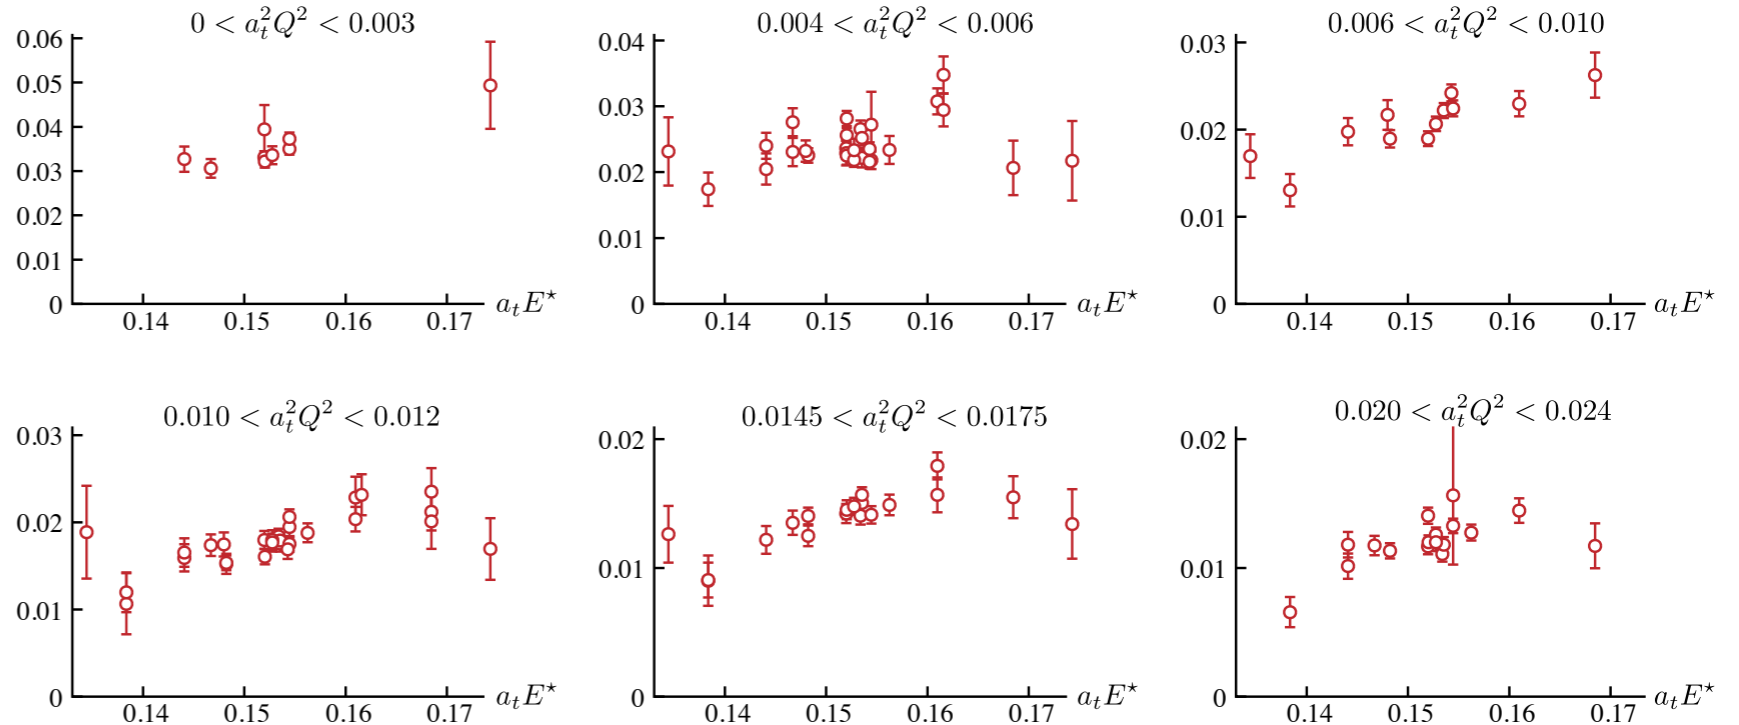 0 < a_t^2Q^2 < 0.003
0.06
0.05
0.04
0.03
0.02
0.01
0
0.14 0.15 0.16 0.17
a_tE^⋆
0.004 < a_t^2Q^2 < 0.006
0.04
0.03
0.02
0.01
0
0.14 0.15 0.16 0.17
a_tE^⋆
0.006 < a_t^2Q^2 < 0.010
0.03
0.02
0.01
0
0.14 0.15 0.16 0.17
a_tE^⋆
0.010 < a_t^2Q^2 < 0.012
0.03
0.02
0.01
0
0.14 0.15 0.16 0.17
a_tE^⋆
0.0145 < a_t^2Q^2 < 0.0175
0.02
0.01
0
0.14 0.15 0.16 0.17
a_tE^⋆
0.020 < a_t^2Q^2 < 0.024
0.02
0.01
0
0.14 0.15 0.16 0.17
a_tE^⋆